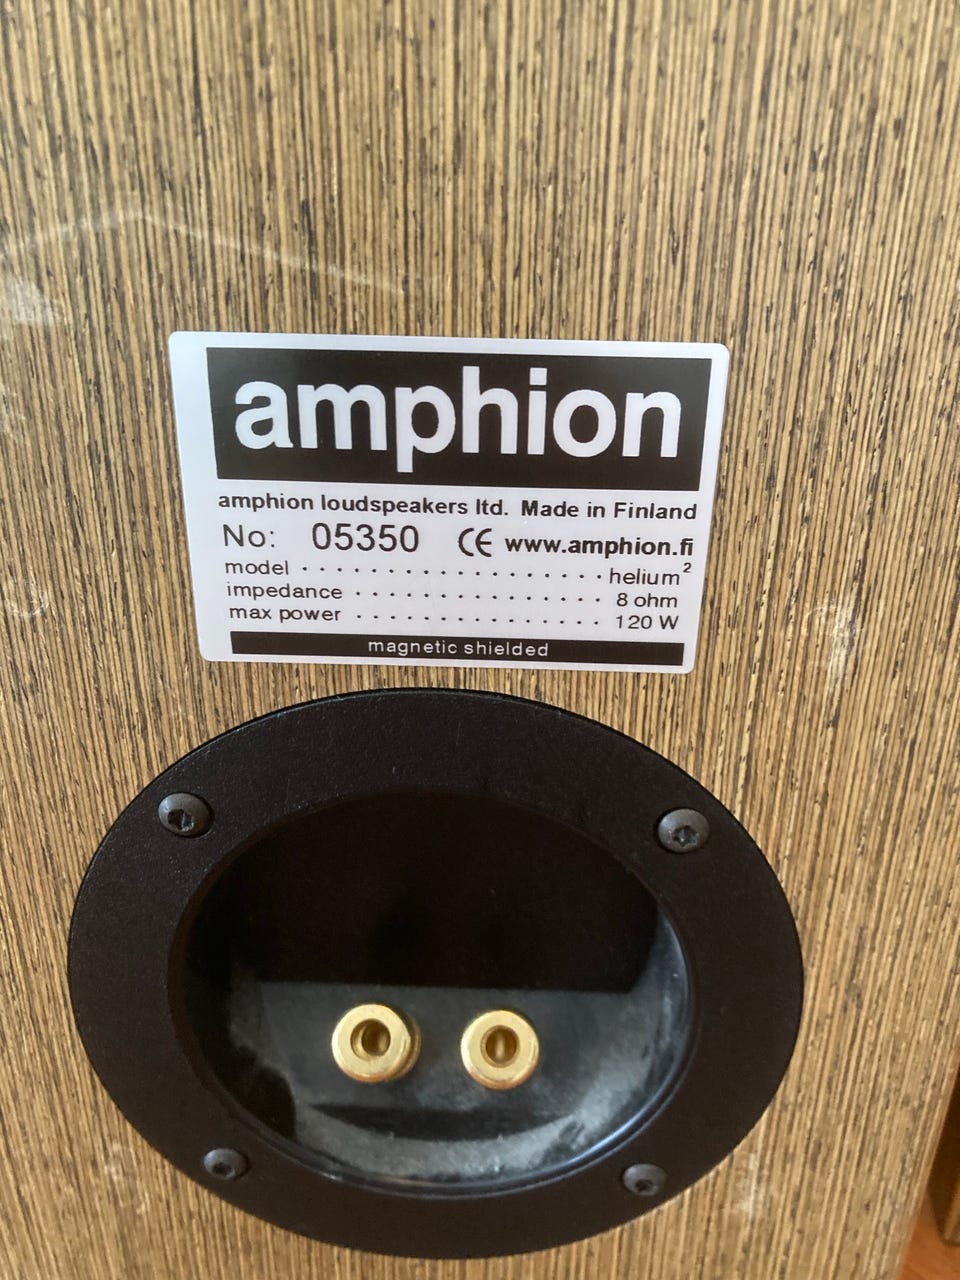 amphion
amphion loudspeakers ltd. Made in Finland
No: 05350 CE www.amphion.fi
model . . . . . . . . . . . . . . . . . . . helium²
impedance . . . . . . . . . . . . . . . 8 ohm
max power . . . . . . . . . . . . . . . 120 W
magnetic shielded